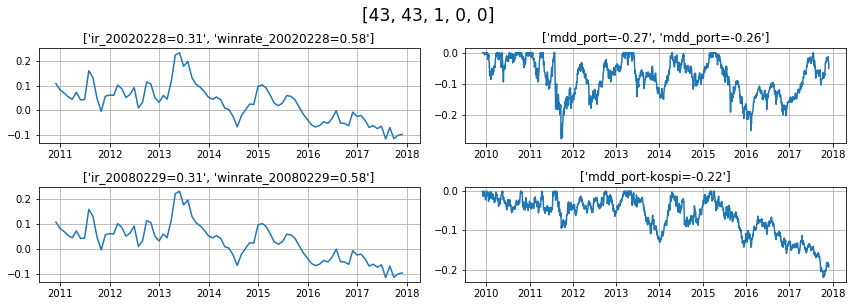 [43, 43, 1, 0, 0]
['ir_20020228=0.31', 'winrate_20020228=0.58']
0.2
0.1
0.0
−0.1
2011 2012 2013 2014 2015 2016 2017 2018
['mdd_port=-0.27', 'mdd_port=-0.26']
0.0
−0.1
−0.2
2010 2011 2012 2013 2014 2015 2016 2017 2018
['ir_20080229=0.31', 'winrate_20080229=0.58']
0.2
0.1
0.0
−0.1
2011 2012 2013 2014 2015 2016 2017 2018
['mdd_port-kospi=-0.22']
0.0
−0.1
−0.2
2010 2011 2012 2013 2014 2015 2016 2017 2018